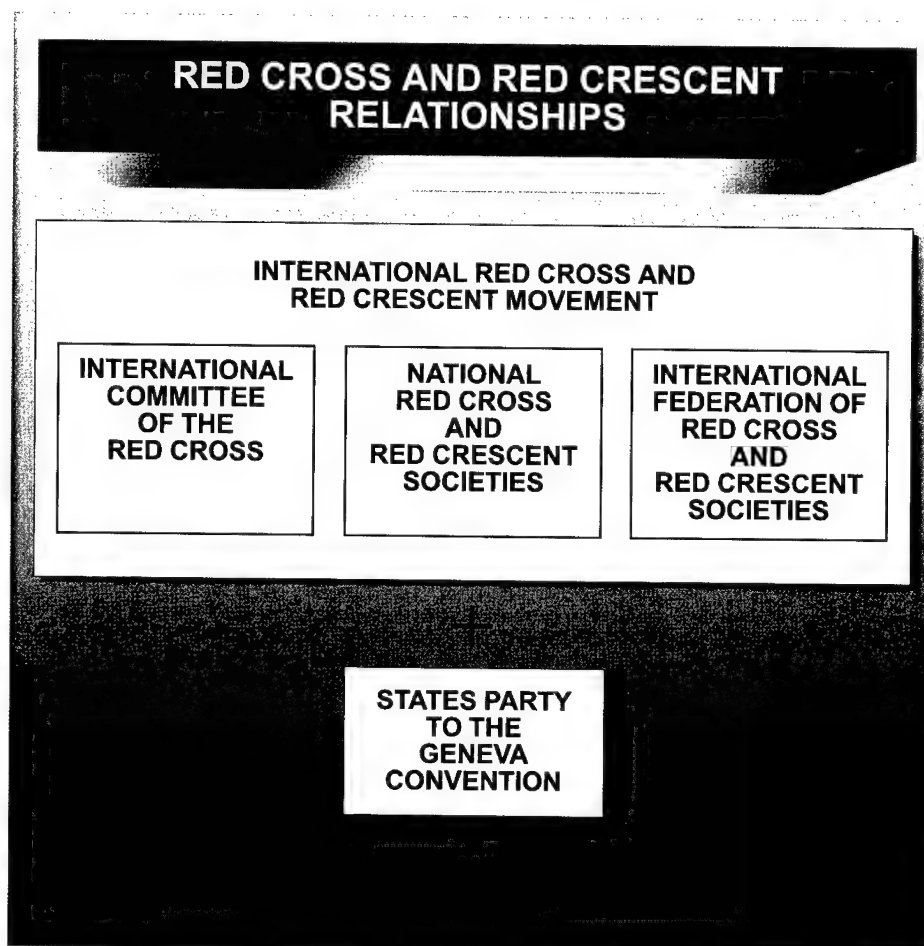 RED CROSS AND RED CRESCENT
RELATIONSHIPS
INTERNATIONAL RED CROSS AND
RED CRESCENT MOVEMENT
INTERNATIONAL
COMMITTEE
OF THE
RED CROSS
NATIONAL
RED CROSS
AND
RED CRESCENT
SOCIETIES
INTERNATIONAL
FEDERATION OF
RED CROSS
AND
RED CRESCENT
SOCIETIES
STATES PARTY
TO THE
GENEVA
CONVENTION